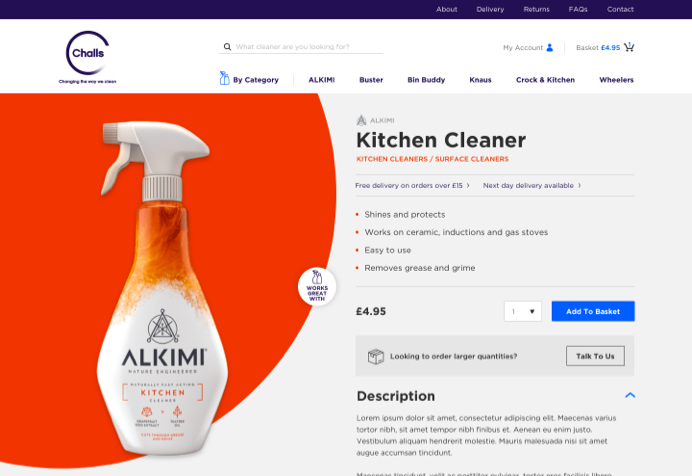 About Delivery Returns FAQs Contact
Challs
Changing the way we clean
What cleaner are you looking for?
My Account Basket £4.95
By Category ALKIMI Buster Bin Buddy Knaus Crock & Kitchen Wheelers
ALKIMI
Kitchen Cleaner
KITCHEN CLEANERS / SURFACE CLEANERS
Free delivery on orders over £15 Next day delivery available
Shines and protects
Works on ceramic, inductions and gas stoves
Easy to use
Removes grease and grime
WORKS
GREAT
WITH
£4.95 1 Add To Basket
Looking to order larger quantities? Talk To Us
ALKIMI
NATURE ENGINEERED
NATURALLY FAST ACTING
KITCHEN
CLEANER
Description
Lorem ipsum dolor sit amet, consectetur adipiscing elit. Maecenas varius
tortor nibh, sit amet tempor nibh finibus et. Aenean eu enim justo.
Vestibulum aliquam hendrerit molestie. Mauris malesuada nisi sit amet
augue accumsan tincidunt.